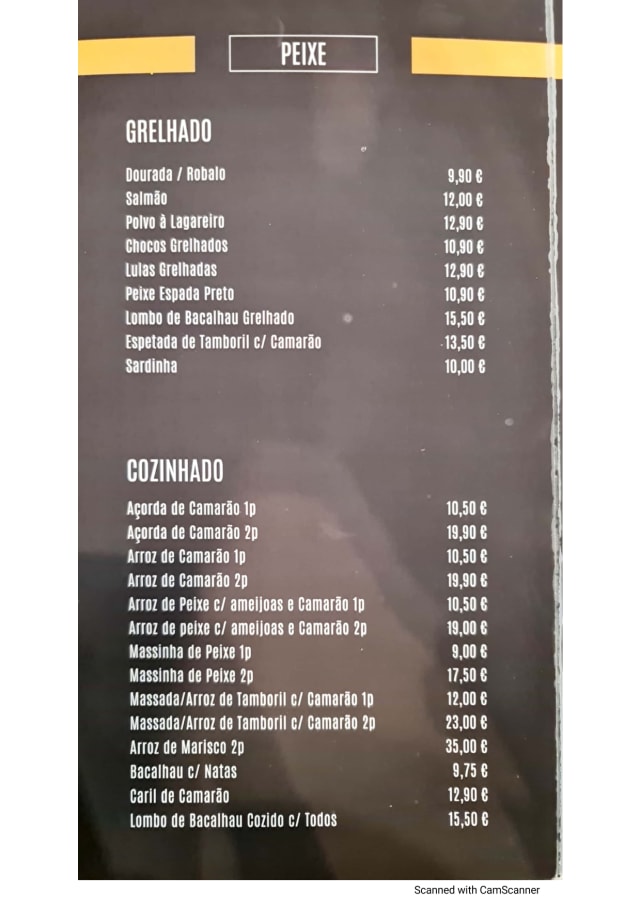 PEIXE
GRELHADO
Dourada / Robalo 9,90 €
Salmão 12,00 €
Polvo à Lagareiro 12,90 €
Chocos Grelhados 10,90 €
Lulas Grelhadas 12,90 €
Peixe Espada Preto 10,90 €
Lombo de Bacalhau Grelhado 15,50 €
Espetada de Tamboril c/ Camarão 13,50 €
Sardinha 10,00 €
COZINHADO
Açorda de Camarão 1p 10,50 €
Açorda de Camarão 2p 19,90 €
Arroz de Camarão 1p 10,50 €
Arroz de Camarão 2p 19,90 €
Arroz de Peixe c/ ameijoas e Camarão 1p 10,50 €
Arroz de peixe c/ ameijoas e Camarão 2p 19,00 €
Massinha de Peixe 1p 9,00 €
Massinha de Peixe 2p 17,50 €
Massada/Arroz de Tamboril c/ Camarão 1p 12,00 €
Massada/Arroz de Tamboril c/ Camarão 2p 23,00 €
Arroz de Marisco 2p 35,00 €
Bacalhau c/ Natas 9,75 €
Caril de Camarão 12,90 €
Lombo de Bacalhau Cozido c/ Todos 15,50 €
Scanned with CamScanner